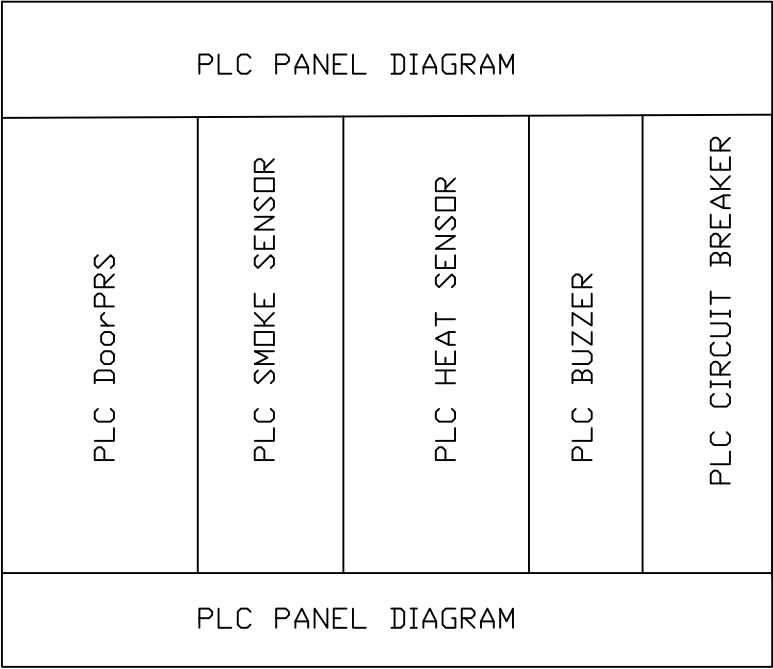 PLC PANEL DIAGRAM
PLC DoorPRS
PLC SMOKE SENSOR
PLC HEAT SENSOR
PLC BUZZER
PLC CIRCUIT BREAKER
PLC PANEL DIAGRAM